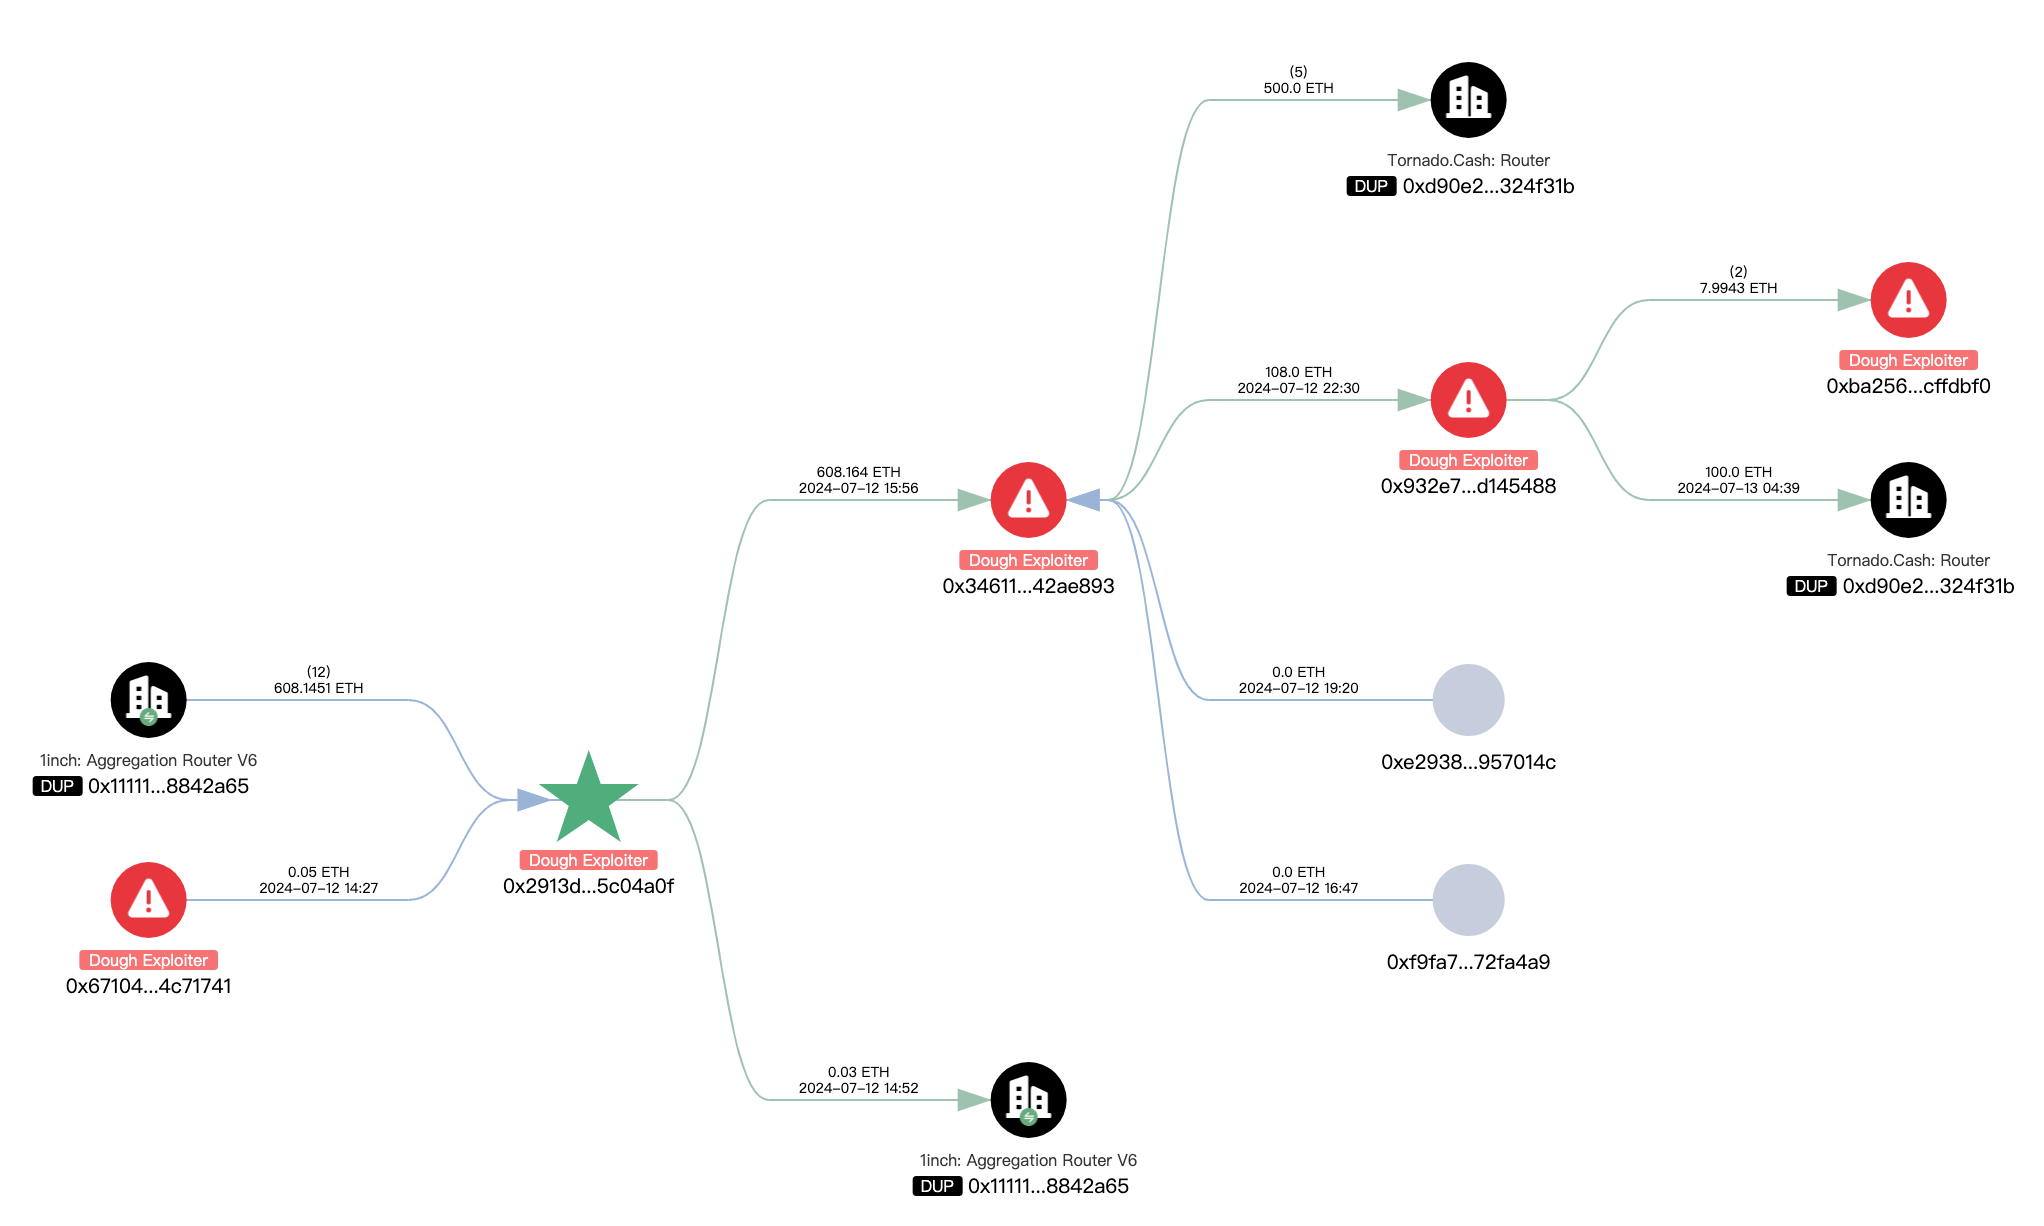 (5)
500.0 ETH
Tornado.Cash: Router
DUP 0xd90e2...324f31b
(2)
7.9943 ETH
Dough Exploiter
0xba256...cffdbf0
108.0 ETH
2024-07-12 22:30
Dough Exploiter
0x932e7...d145488
100.0 ETH
2024-07-13 04:39
Tornado.Cash: Router
DUP 0xd90e2...324f31b
608.164 ETH
2024-07-12 15:56
Dough Exploiter
0x34611...42ae893
(12)
608.1451 ETH
1inch: Aggregation Router V6
DUP 0x11111...8842a65
0.0 ETH
2024-07-12 19:20
0xe2938...957014c
Dough Exploiter
0x2913d...5c04a0f
0.05 ETH
2024-07-12 14:27
Dough Exploiter
0x67104...4c71741
0.0 ETH
2024-07-12 16:47
0xf9fa7...72fa4a9
0.03 ETH
2024-07-12 14:52
1inch: Aggregation Router V6
DUP 0x11111...8842a65